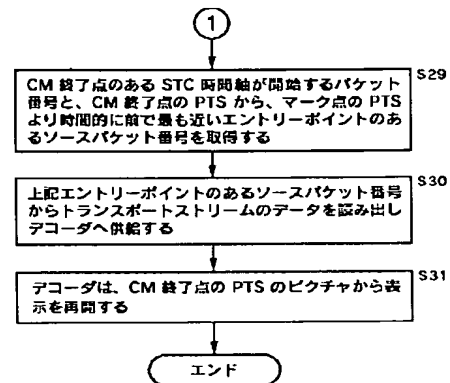 1
S29
CM 終了点のある STC 時間軸が開始するパケット
番号と、CM 終了点の PTS から、マーク点の PTS
より時間的に前で最も近いエントリーポイントのあ
るソースパケット番号を取得する
S30
上記エントリーポイントのあるソースパケット番号
からトランスポートストリームのデータを読み出し
デコーダへ供給する
S31
デコーダは、CM 終了点の PTS のピクチャから表
示を再開する
エンド